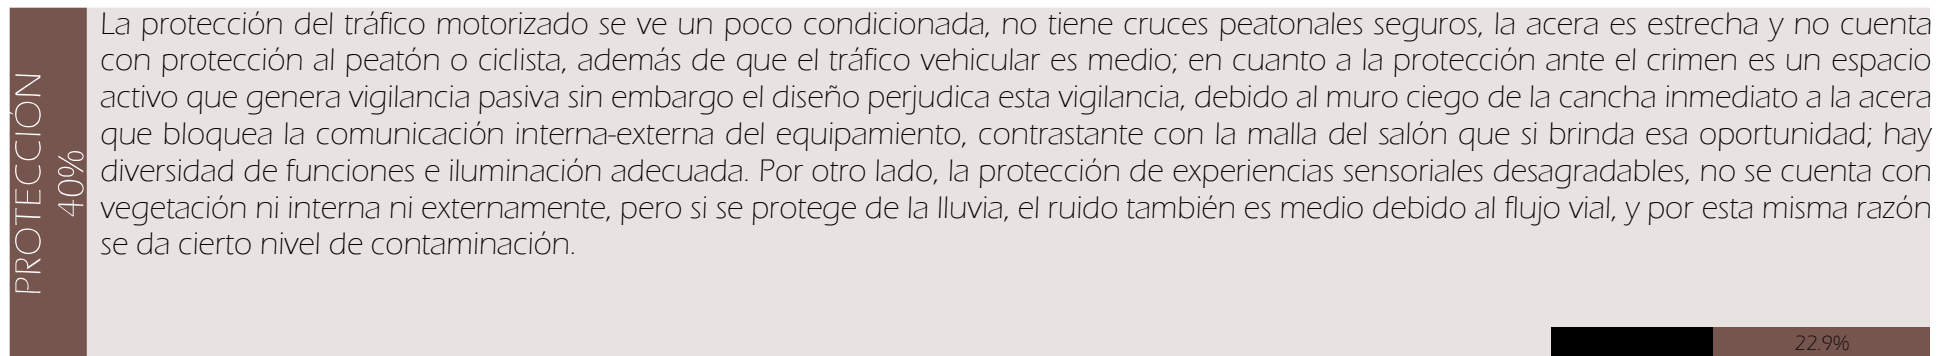 PROTECCIÓN
40%
La protección del tráfico motorizado se ve un poco condicionada, no tiene cruces peatonales seguros, la acera es estrecha y no cuenta
con protección al peatón o ciclista, además de que el tráfico vehicular es medio; en cuanto a la protección ante el crimen es un espacio
activo que genera vigilancia pasiva sin embargo el diseño perjudica esta vigilancia, debido al muro ciego de la cancha inmediato a la acera
que bloquea la comunicación interna-externa del equipamiento, contrastante con la malla del salón que si brinda esa oportunidad; hay
diversidad de funciones e iluminación adecuada. Por otro lado, la protección de experiencias sensoriales desagradables, no se cuenta con
vegetación ni interna ni externamente, pero si se protege de la lluvia, el ruido también es medio debido al flujo vial, y por esta misma razón
se da cierto nivel de contaminación.
22.9%